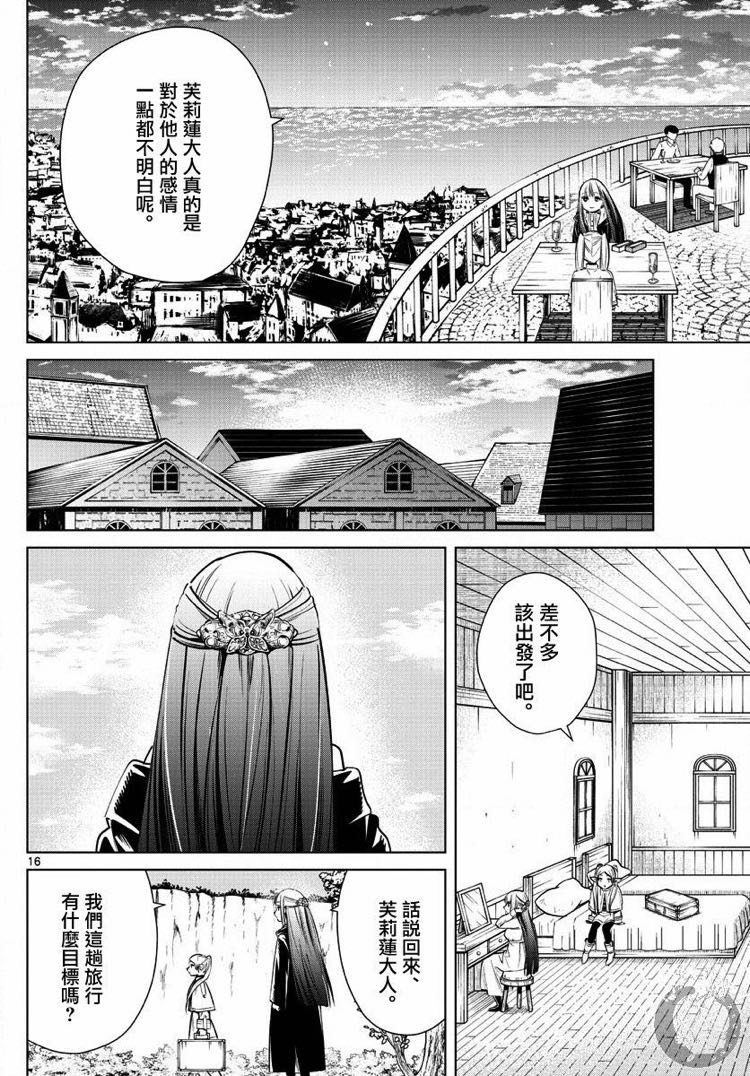 芙莉蓮大人真的是
對於他人的感情
一點都不明白呢。
差不多
該出發了吧。
話說回來、
芙莉蓮大人。
我們這趟旅行
有什麼目標嗎？
16